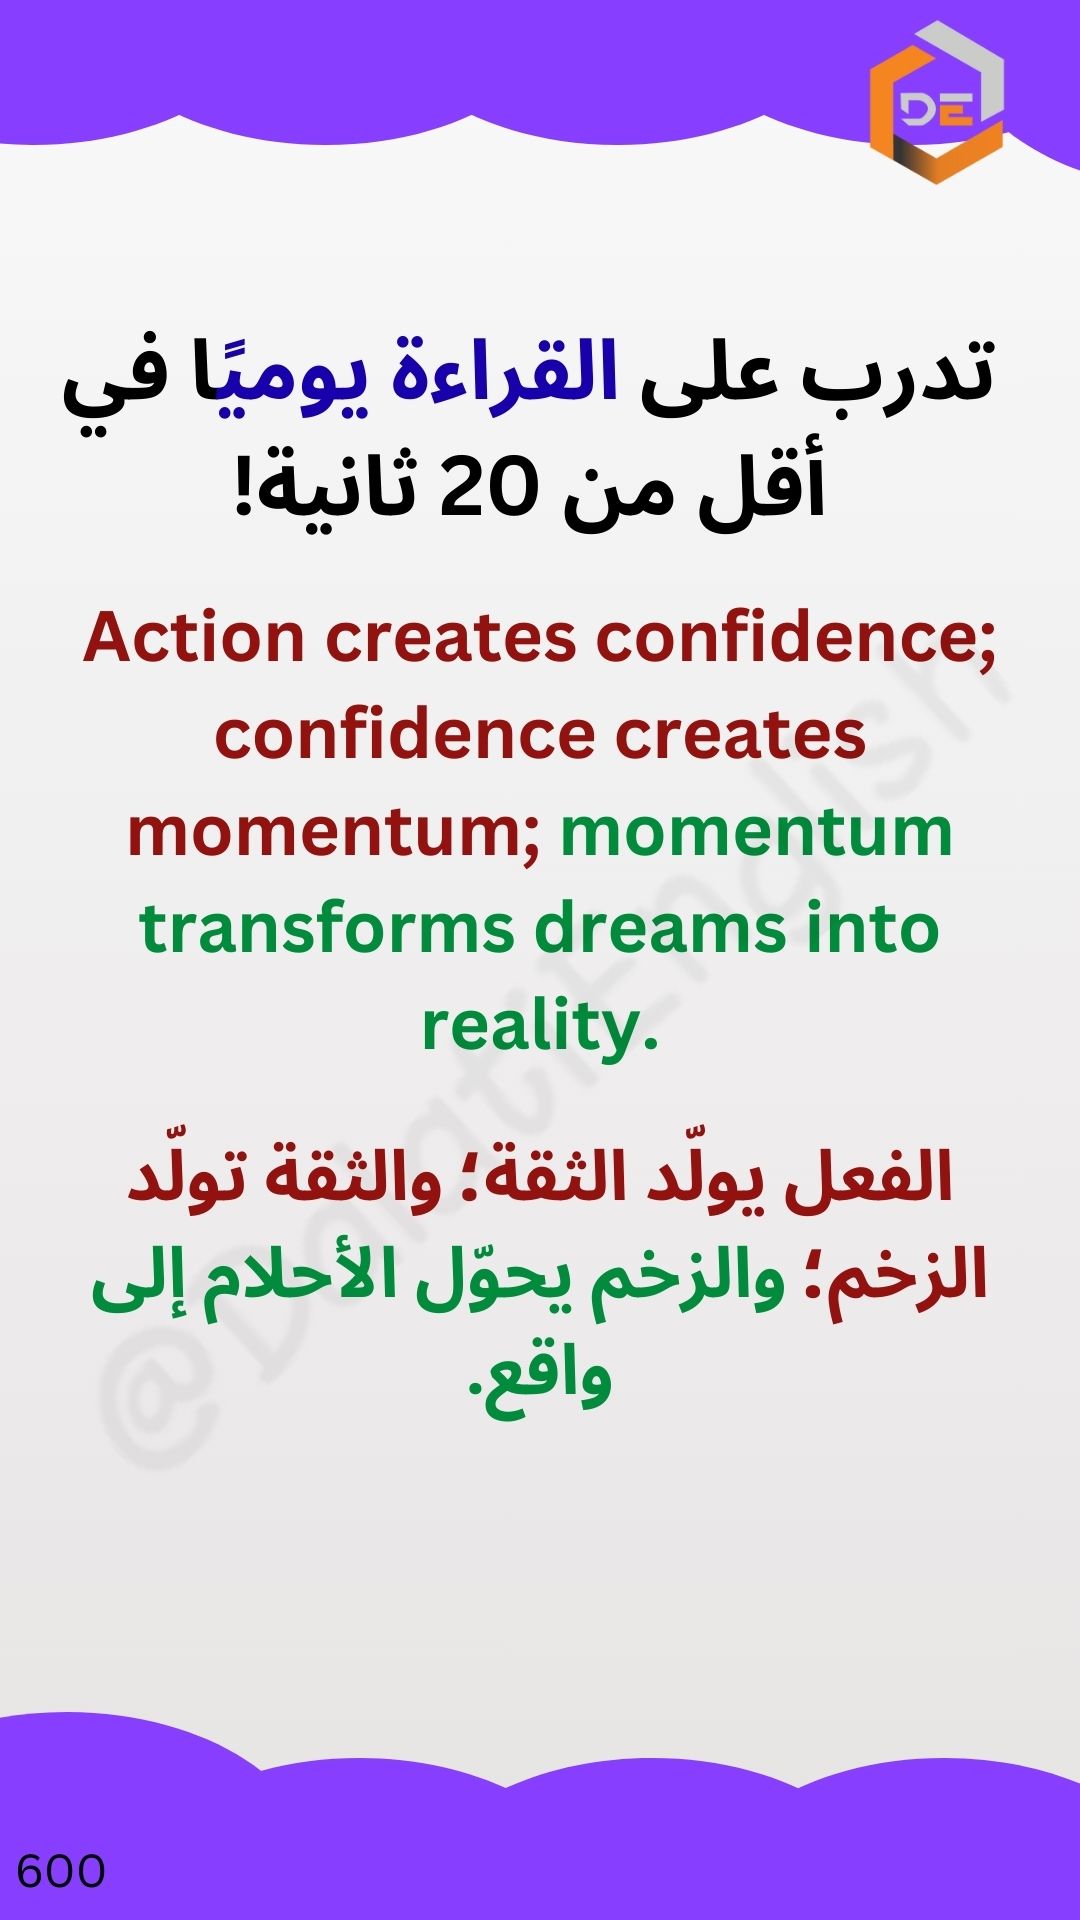 DE
تدرب على القراءة يوميًا في
أقل من 20 ثانية!
Action creates confidence;
confidence creates
momentum; momentum
transforms dreams into
reality.
الفعل يولّد الثقة؛ والثقة تولّد
الزخم؛ والزخم يحوّل الأحلام إلى
واقع.
@DdatiEnglish
600